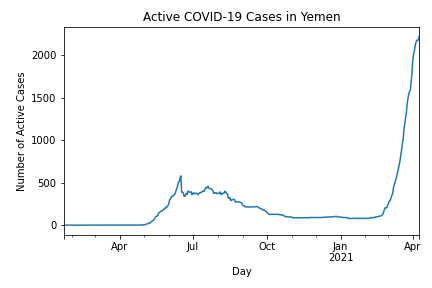 Active COVID-19 Cases in Yemen
Number of Active Cases
2000
1500
1000
500
0
Apr Jul Oct Jan Apr
2021
Day